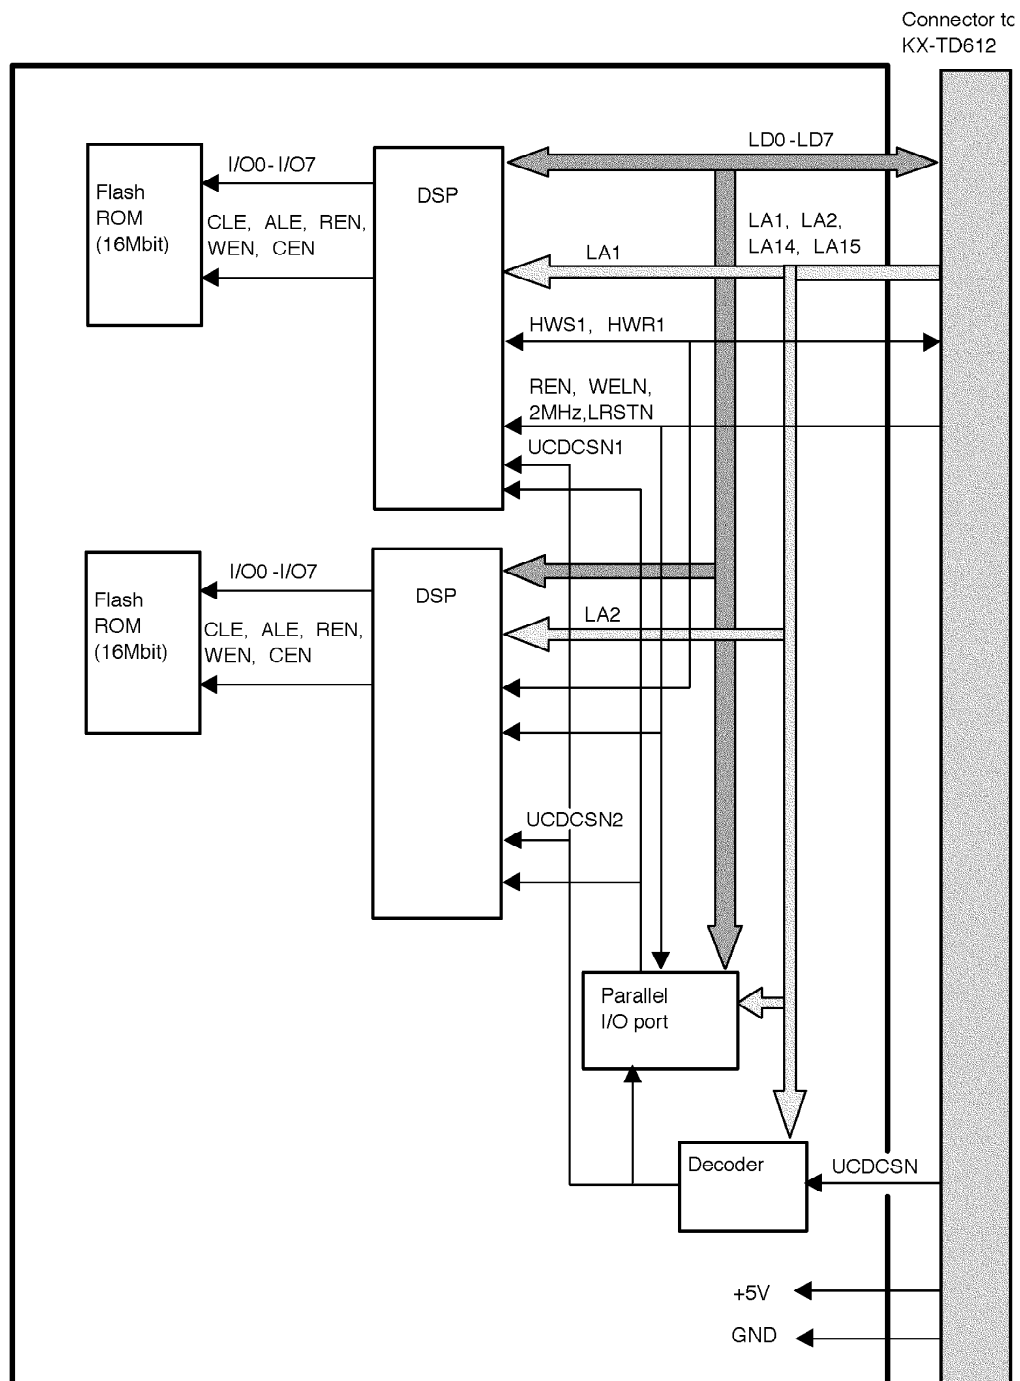 Connector to
KX-TD612
LD0-LD7
I/O0-I/O7
DSP
Flash
ROM
(16Mbit)
CLE, ALE, REN,
WEN, CEN
LA1, LA2,
LA14, LA15
LA1
HWS1, HWR1
REN, WELN,
2MHz,LRSTN
UCDCSN1
I/O0-I/O7
DSP
Flash
ROM
(16Mbit)
CLE, ALE, REN,
WEN, CEN
LA2
UCDCSN2
Parallel
I/O port
Decoder
UCDCSN
+5V
GND